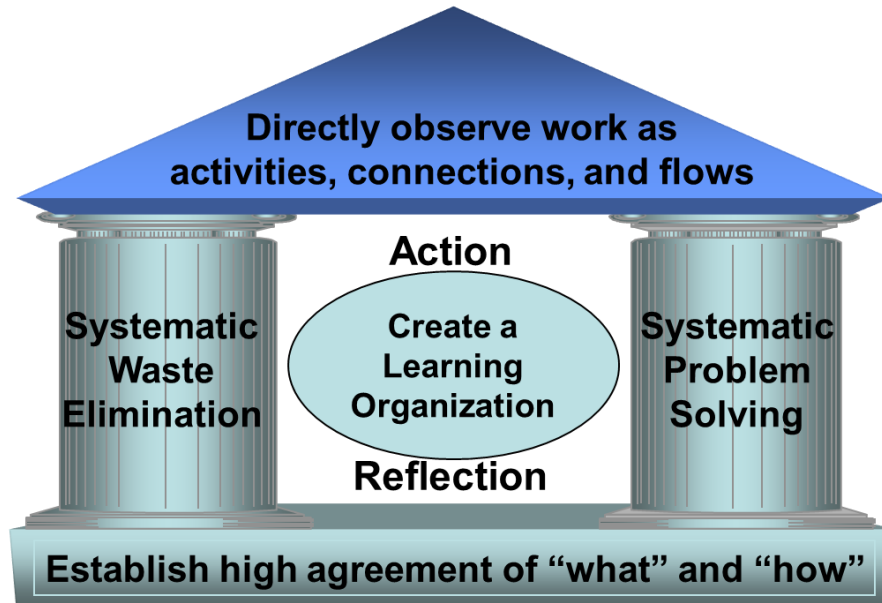 Directly observe work as
activities, connections, and flows
Action
Systematic
Waste
Elimination
Create a
Learning
Organization
Systematic
Problem
Solving
Reflection
Establish high agreement of “what” and “how”